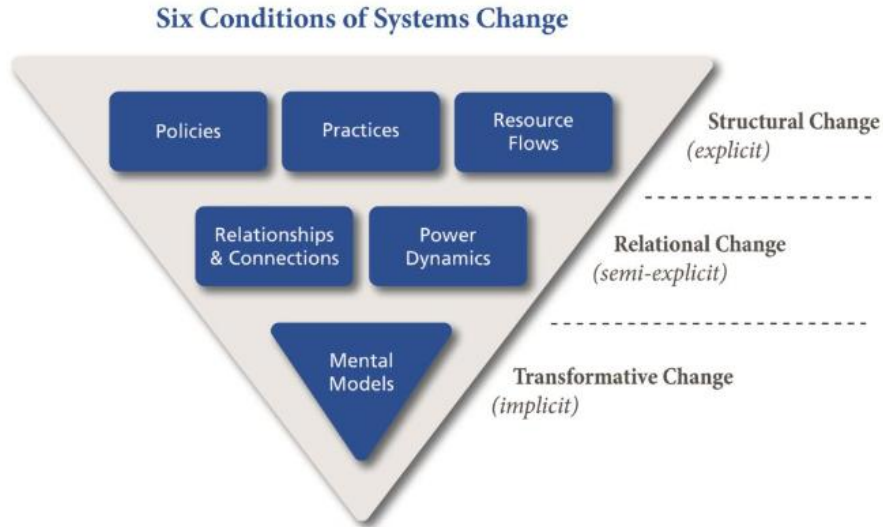 Six Conditions of Systems Change
Policies
Practices
Resource
Flows
Structural Change
(explicit)
Relationships
& Connections
Power
Dynamics
Relational Change
(semi-explicit)
Mental
Models
Transformative Change
(implicit)